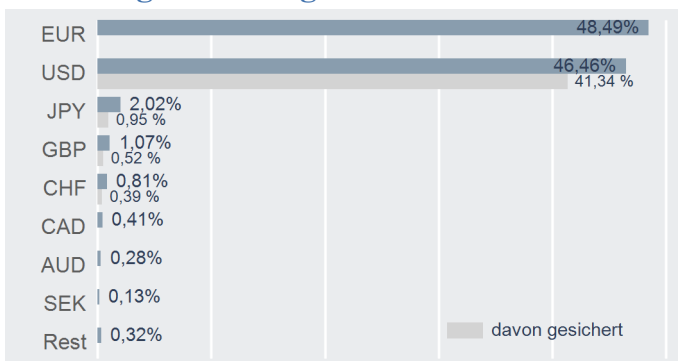 EUR 48,49%
USD 46,46%
41,34 %
JPY 2,02%
0,95 %
GBP 1,07%
0,52 %
CHF 0,81%
0,39 %
CAD 0,41%
AUD 0,28%
SEK 0,13%
Rest 0,32%
davon gesichert